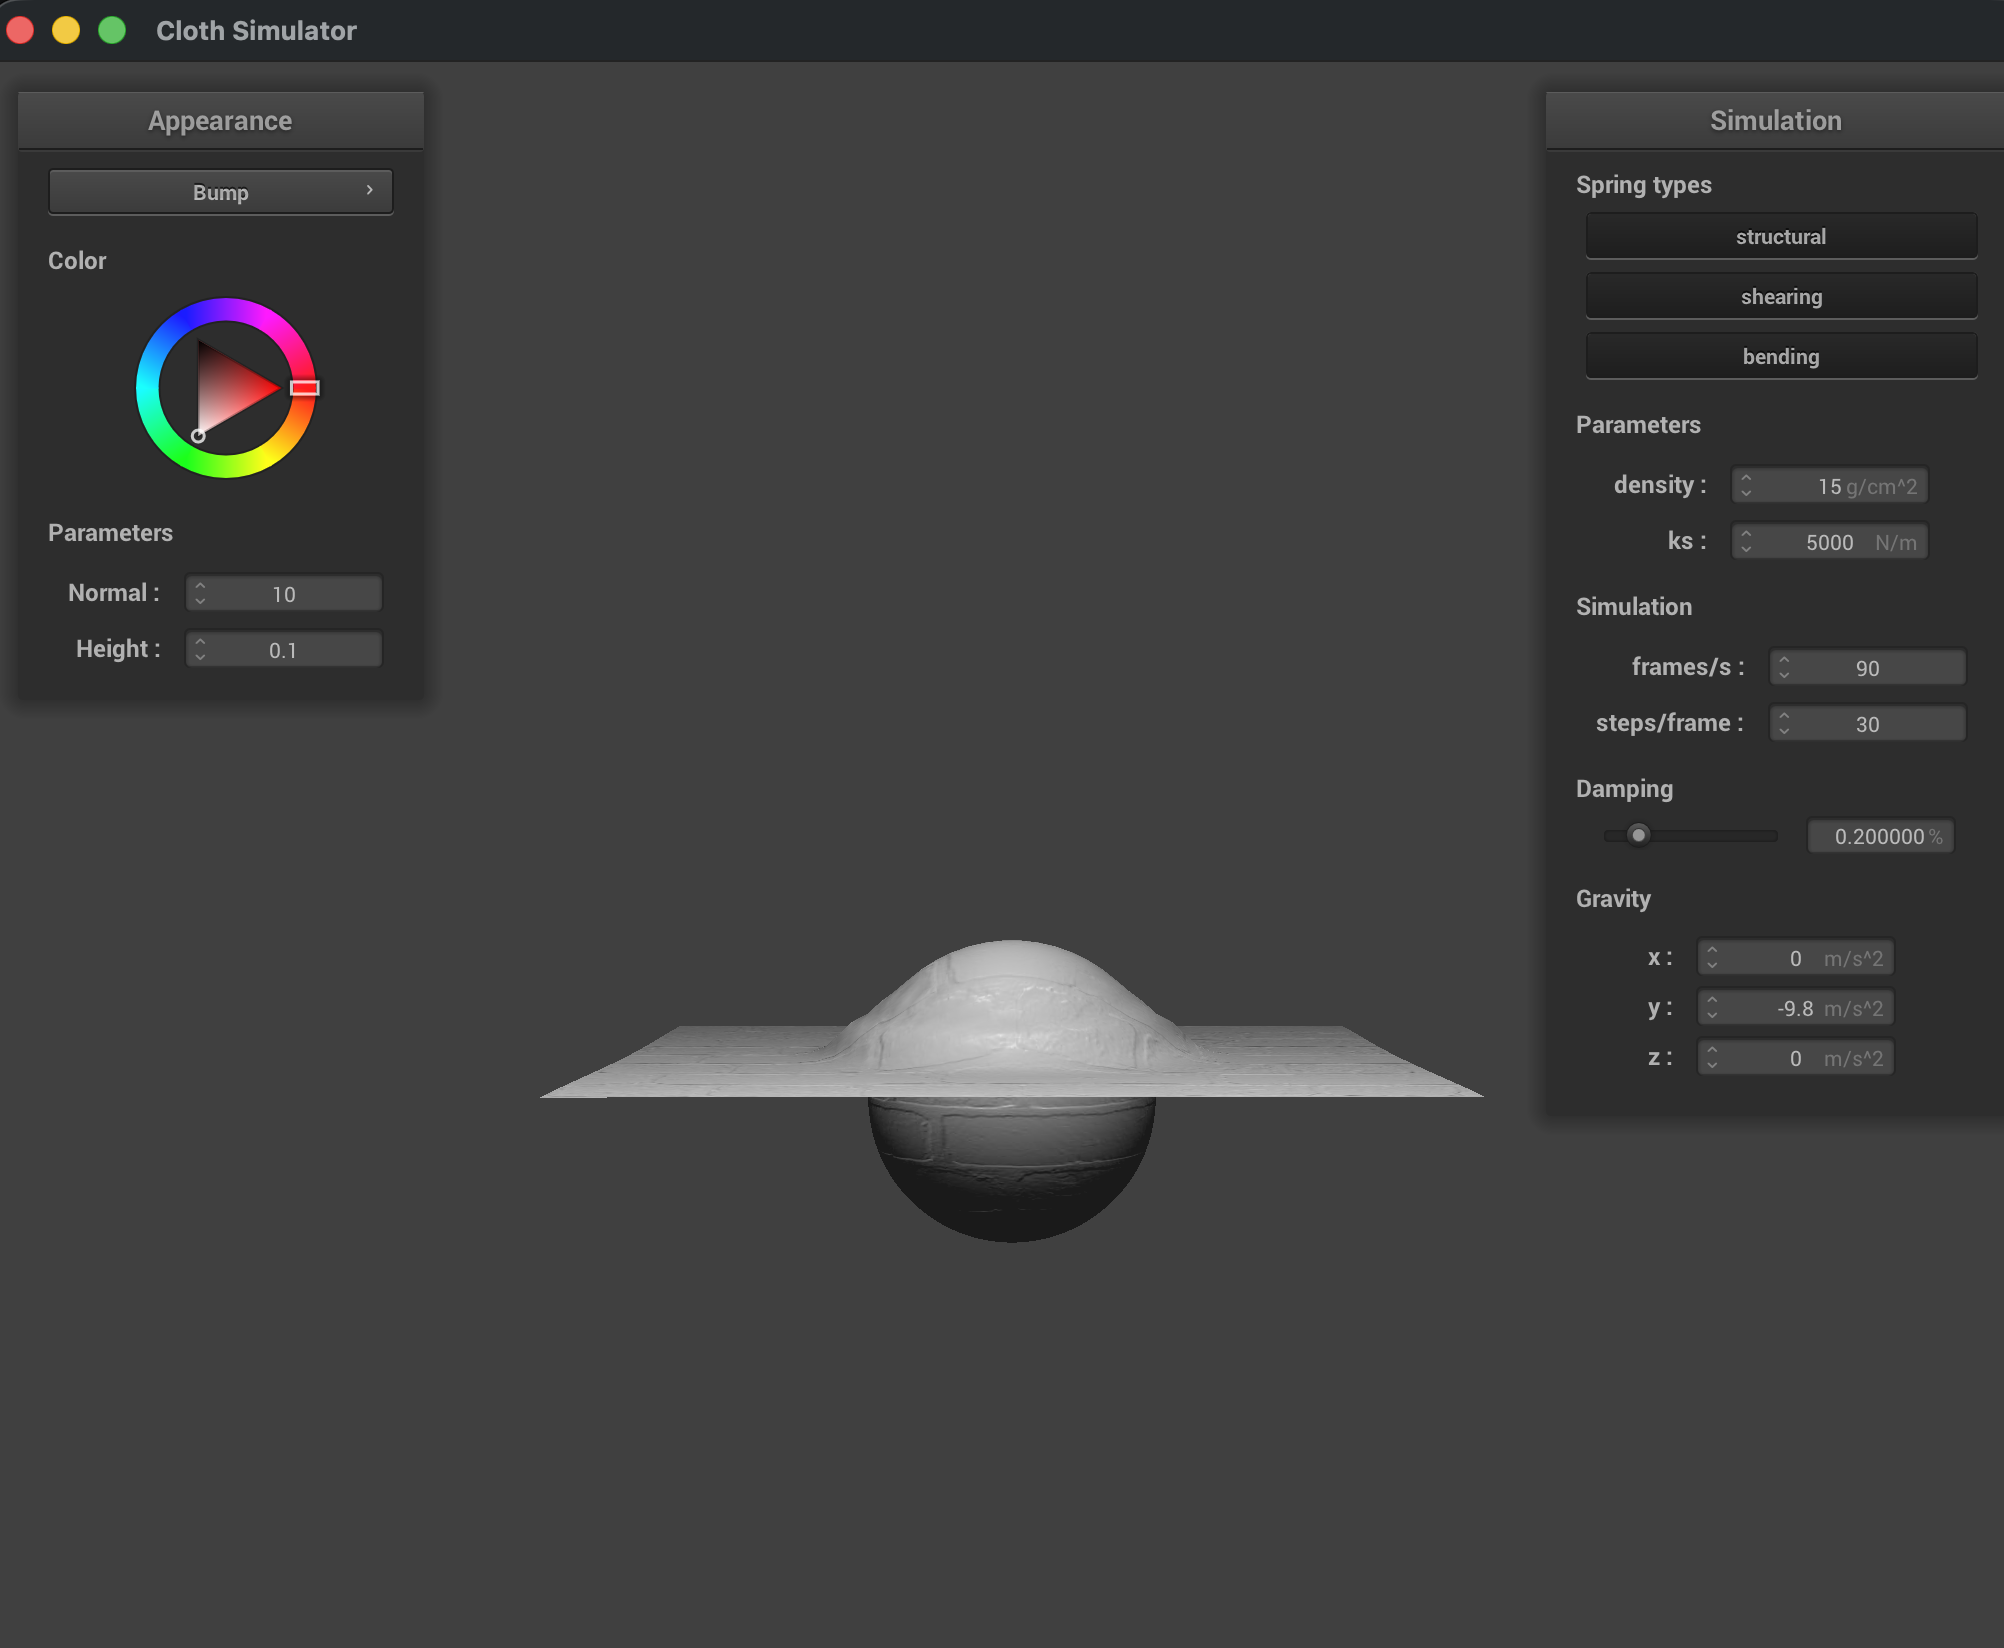 Cloth Simulator
Appearance
Bump
Color
Parameters
Normal : 10
Height : 0.1
Simulation
Spring types
structural
shearing
bending
Parameters
density : 15 g/cm^2
ks : 5000 N/m
Simulation
frames/s : 90
steps/frame : 30
Damping
0.200000 %
Gravity
x : 0 m/s^2
y : -9.8 m/s^2
z : 0 m/s^2